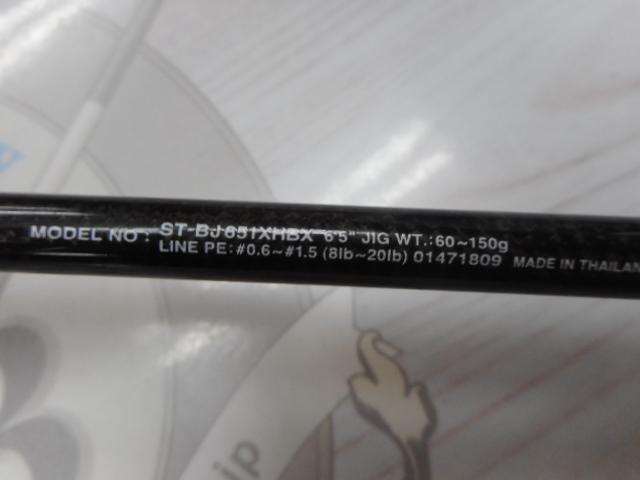 MODEL NO : ST-BJ651XHBX 6'5" JIG WT.:60~150g
LINE PE:#0.6~#1.5 (8lb~20lb) 01471809 MADE IN THAILAN
ip